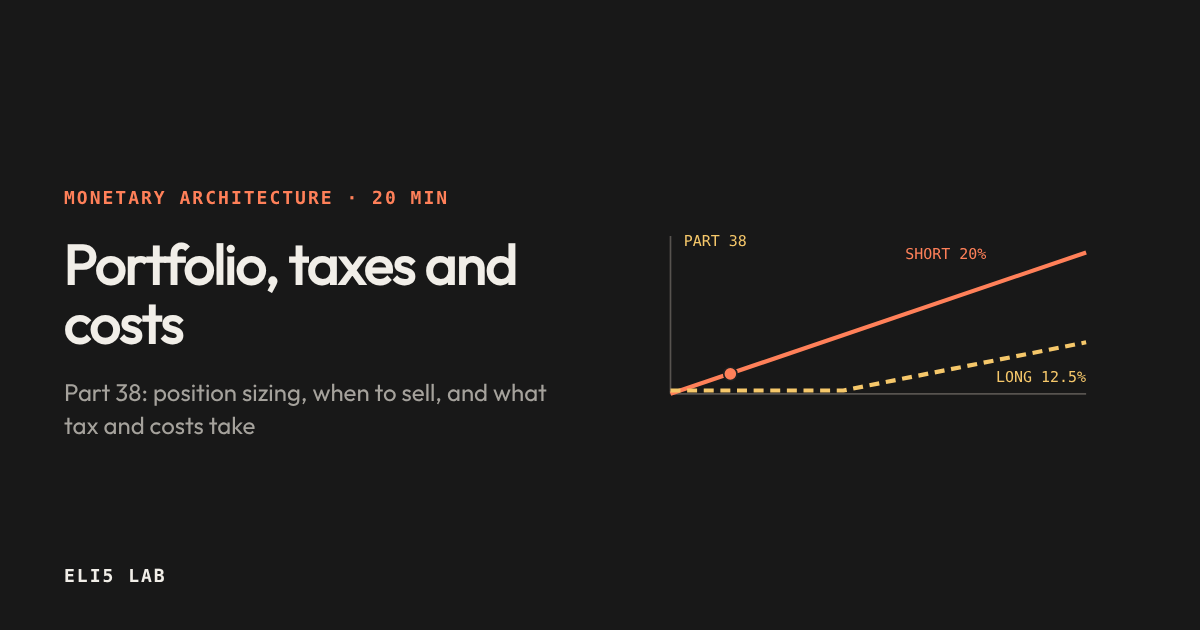 MONETARY ARCHITECTURE · 20 MIN
Portfolio, taxes and
costs
Part 38: position sizing, when to sell, and what
tax and costs take
PART 38
SHORT 20%
LONG 12.5%
ELI5 LAB